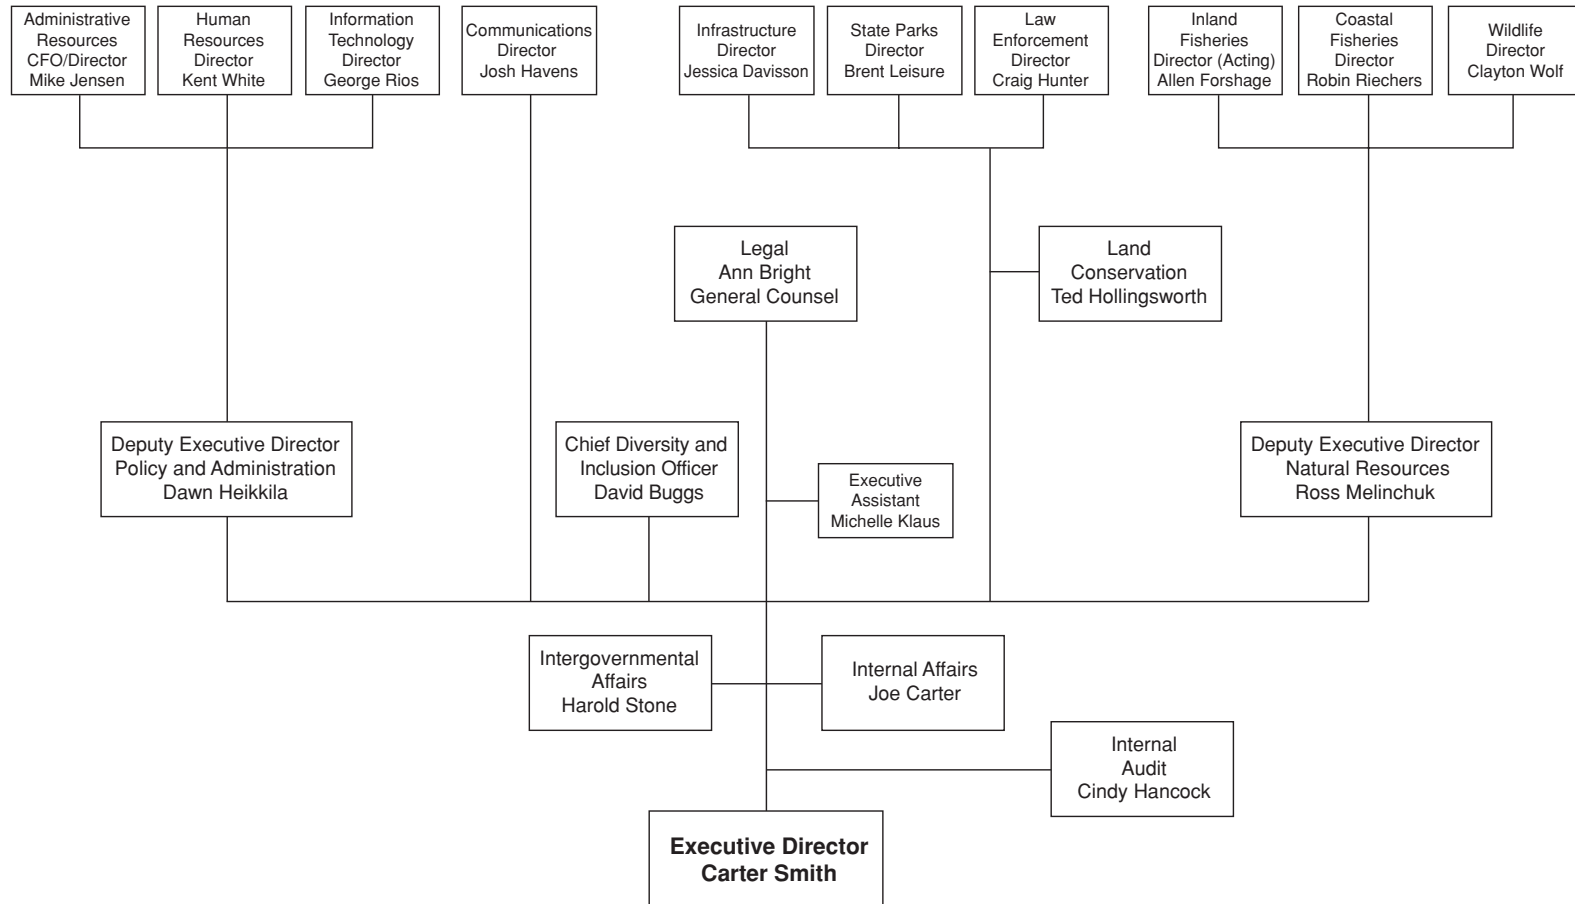 Administrative
Resources
CFO/Director
Mike Jensen
Human
Resources
Director
Kent White
Information
Technology
Director
George Rios
Communications
Director
Josh Havens
Infrastructure
Director
Jessica Davisson
State Parks
Director
Brent Leisure
Law
Enforcement
Director
Craig Hunter
Inland
Fisheries
Director (Acting)
Allen Forshage
Coastal
Fisheries
Director
Robin Riechers
Wildlife
Director
Clayton Wolf
Legal
Ann Bright
General Counsel
Land
Conservation
Ted Hollingsworth
Deputy Executive Director
Policy and Administration
Dawn Heikkila
Chief Diversity and
Inclusion Officer
David Buggs
Executive
Assistant
Michelle Klaus
Deputy Executive Director
Natural Resources
Ross Melinchuk
Intergovernmental
Affairs
Harold Stone
Internal Affairs
Joe Carter
Internal
Audit
Cindy Hancock
Executive Director
Carter Smith